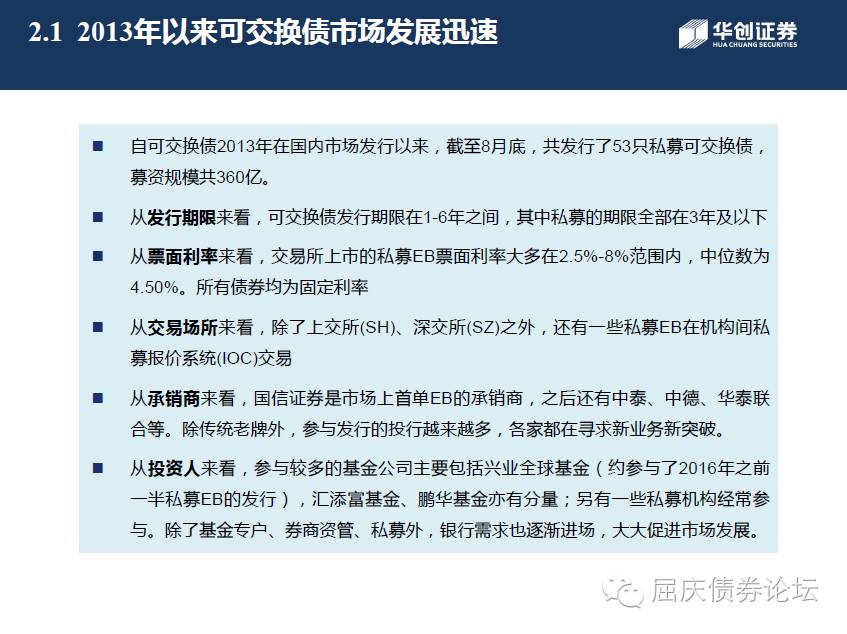 2.1 2013年以来可交换债市场发展迅速
华创证券
HUA CHUANG SECURITIES
■ 自可交换债2013年在国内市场发行以来，截至8月底，共发行了53只私募可交换债，
募资规模共360亿。
■ 从发行期限来看，可交换债发行期限在1-6年之间，其中私募的期限全部在3年及以下
■ 从票面利率来看，交易所上市的私募EB票面利率大多在2.5%-8%范围内，中位数为
4.50%。所有债券均为固定利率
■ 从交易场所来看，除了上交所(SH)、深交所(SZ)之外，还有一些私募EB在机构间私
募报价系统(IOC)交易
■ 从承销商来看，国信证券是市场上首单EB的承销商，之后还有中泰、中德、华泰联
合等。除传统老牌外，参与发行的投行越来越多，各家都在寻求新业务新突破。
■ 从投资人来看，参与较多的基金公司主要包括兴业全球基金（约参与了2016年之前
一半私募EB的发行），汇添富基金、鹏华基金亦有分量；另有一些私募机构经常参
与。除了基金专户、券商资管、私募外，银行需求也逐渐进场，大大促进市场发展。
屈庆债券论坛